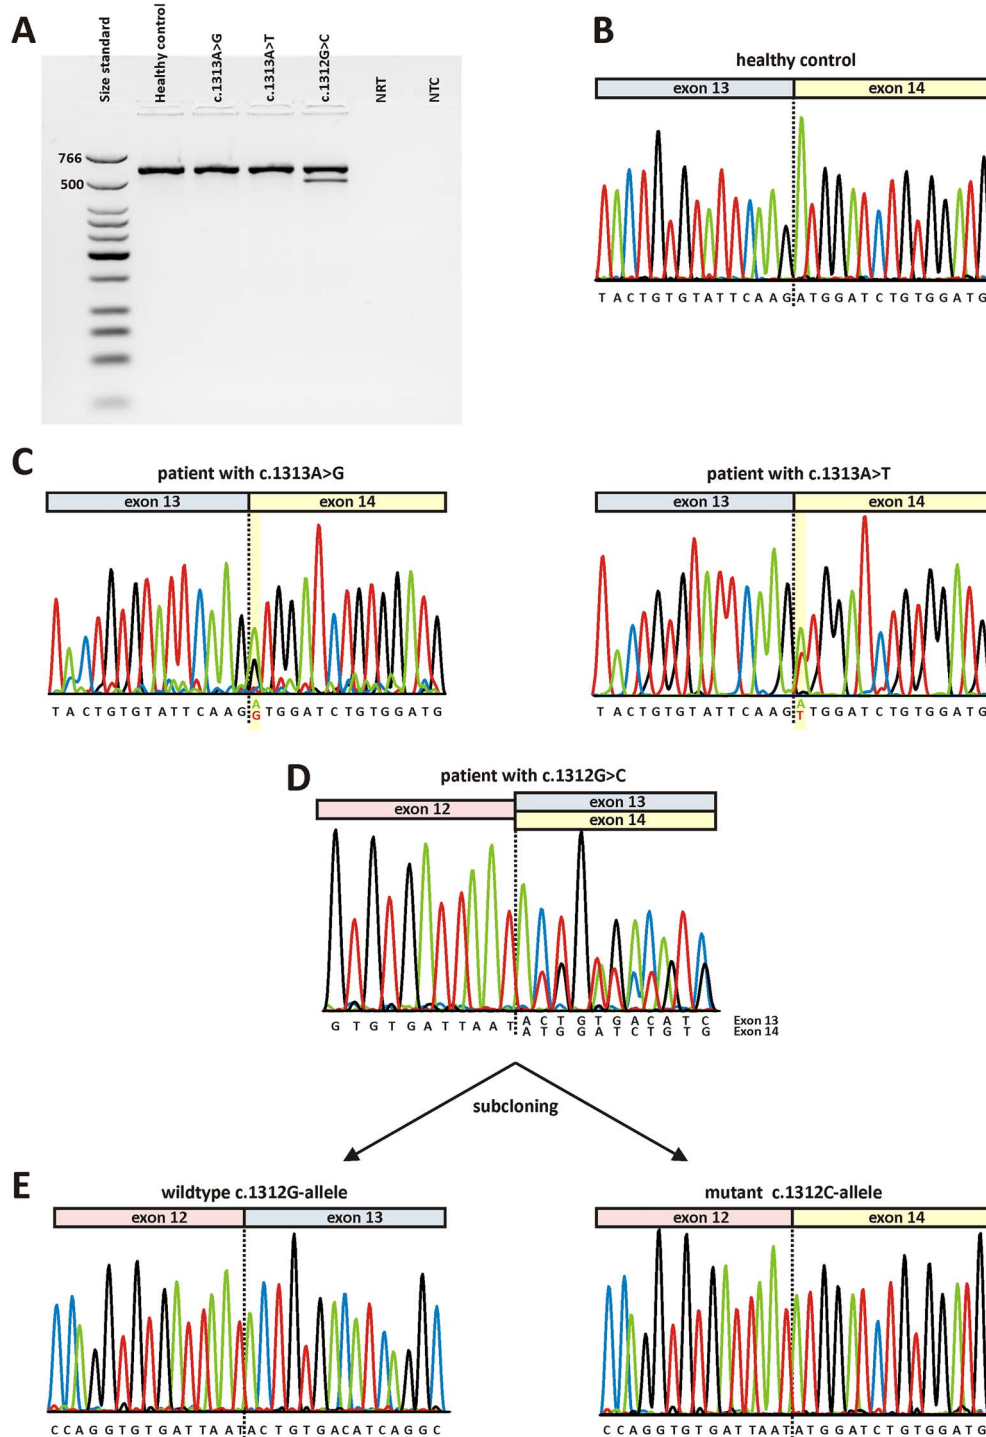 A
Size standard
Healthy control
c.1313A>G
c.1313A>T
c.1312G>C
NRT
NTC
766
500
B
healthy control
exon 13 exon 14
T A C T G T G T A T T C A A G A T G G A T C T G T G G A T G
C
patient with c.1313A>G
exon 13 exon 14
T A C T G T G T A T T C A A G A T G G A T C T G T G G A T G
G
patient with c.1313A>T
exon 13 exon 14
T A C T G T G T A T T C A A G A T G G A T C T G T G G A T G
T
D
patient with c.1312G>C
exon 12
exon 13
exon 14
G T G T G A T T A A T A C T G T G A C A T C Exon 13
A T G G A T C T G T G Exon 14
subcloning
E
wildtype c.1312G-allele
exon 12 exon 13
C C A G G T G T G A T T A A T A C T G T G A C A T C A G G C
mutant c.1312C-allele
exon 12 exon 14
C C A G G T G T G A T T A A T A T G G A T C T G T G G A T G